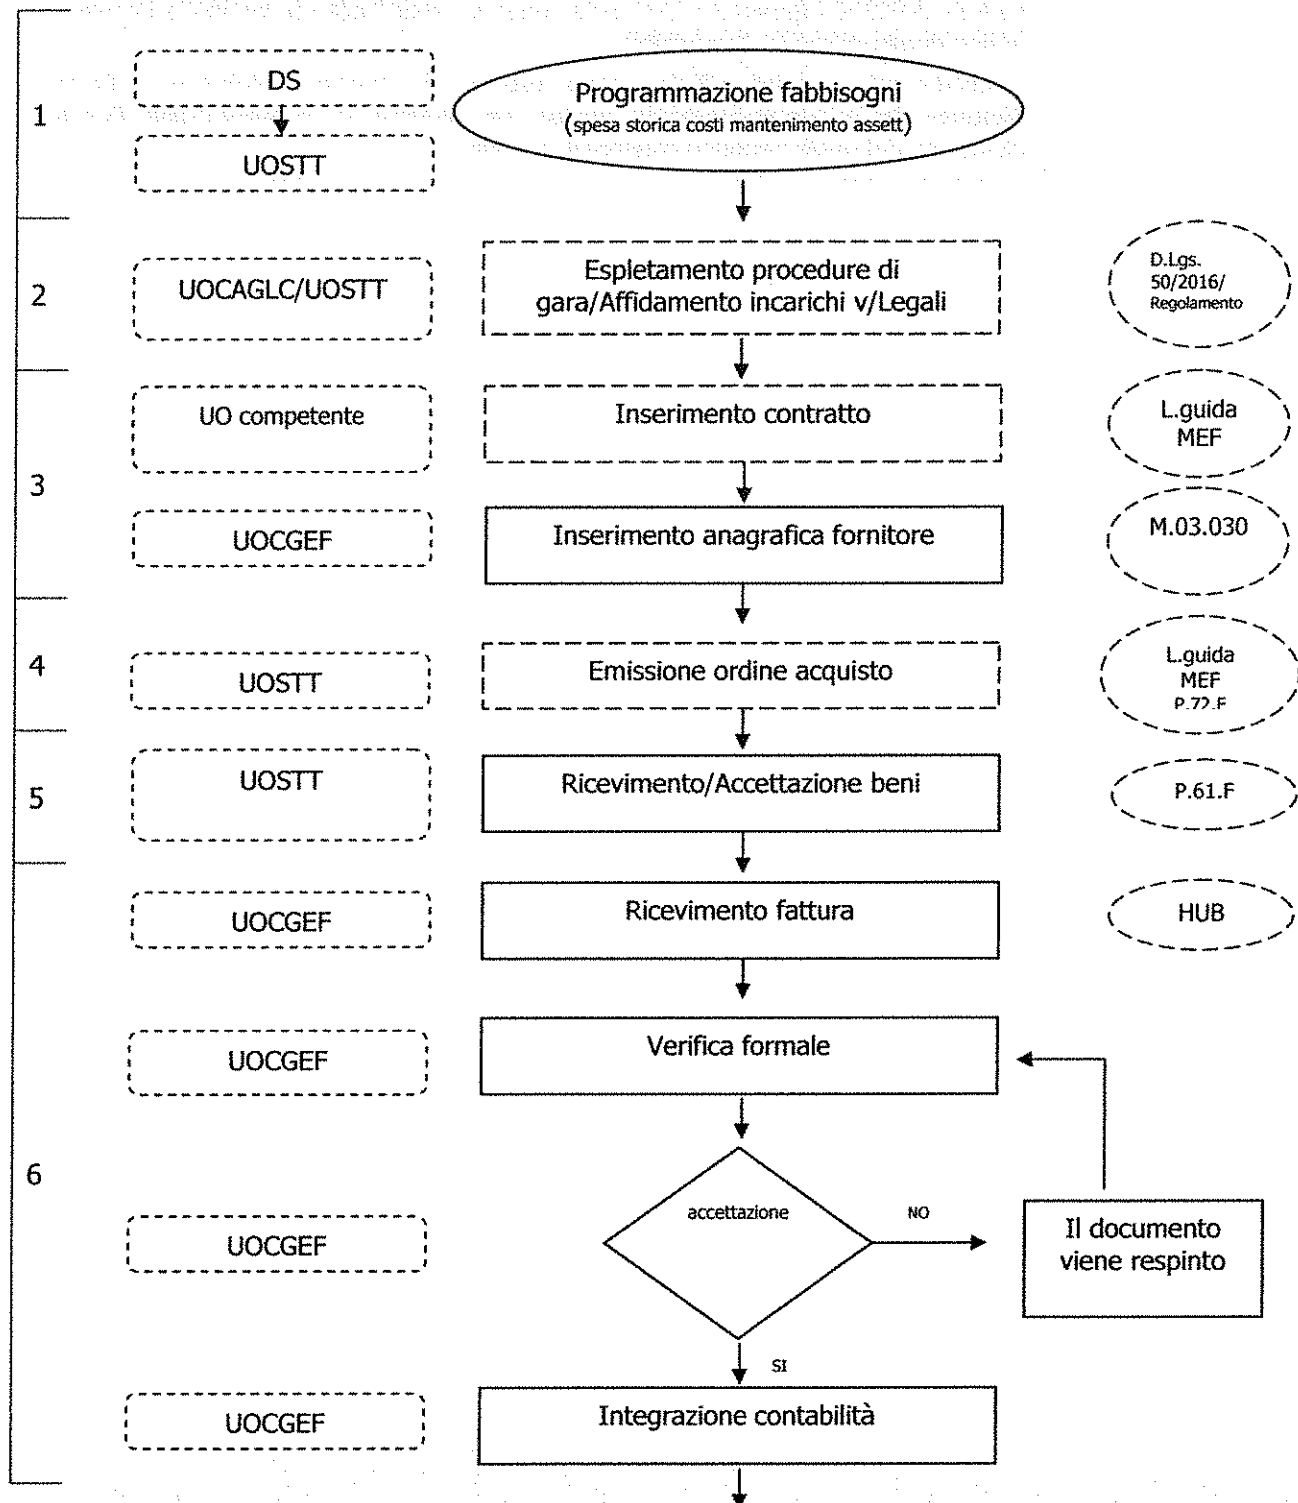 1
DS
UOSTT
Programmazione fabbisogni
(spesa storica costi mantenimento assett)
2
UOCAGLC/UOSTT
Espletamento procedure di
gara/Affidamento incarichi v/Legali
D.Lgs.
50/2016/
Regolamento
3
UO competente
Inserimento contratto
L.guida
MEF
UOCGEF
Inserimento anagrafica fornitore
M.03.030
4
UOSTT
Emissione ordine acquisto
L.guida
MEF
P.72.F
5
UOSTT
Ricevimento/Accettazione beni
P.61.F
6
UOCGEF
Ricevimento fattura
HUB
UOCGEF
Verifica formale
UOCGEF
accettazione
NO
Il documento
viene respinto
SI
UOCGEF
Integrazione contabilità